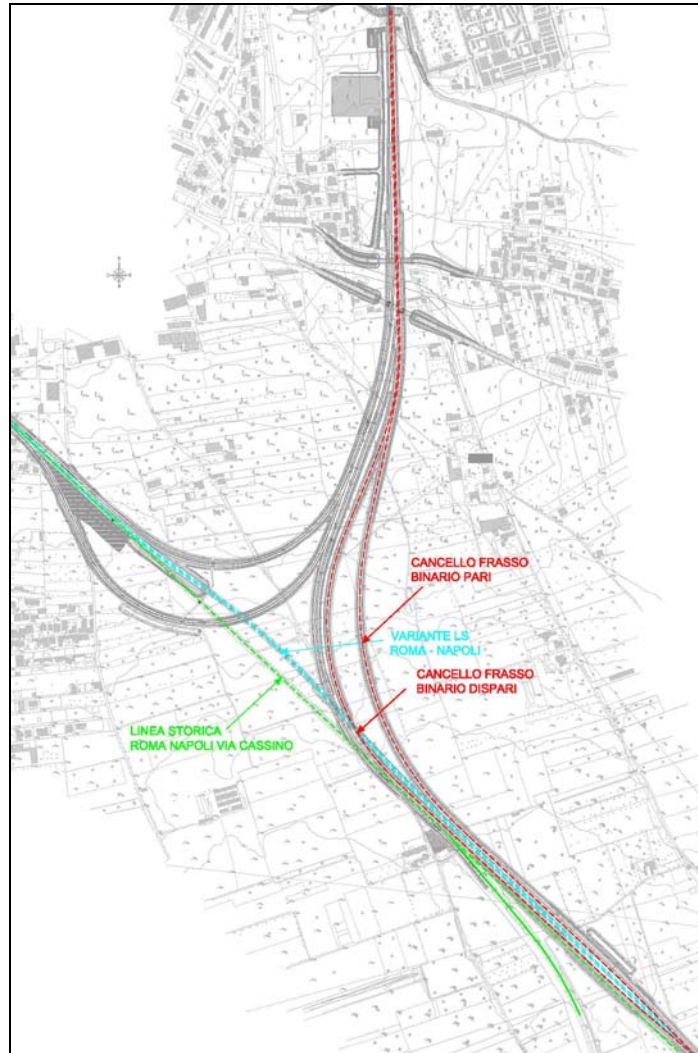 CANCELLO FRASSO
BINARIO PARI
VARIANTE LS
ROMA - NAPOLI
CANCELLO FRASSO
BINARIO DISPARI
LINEA STORICA
ROMA NAPOLI VIA CASSINO